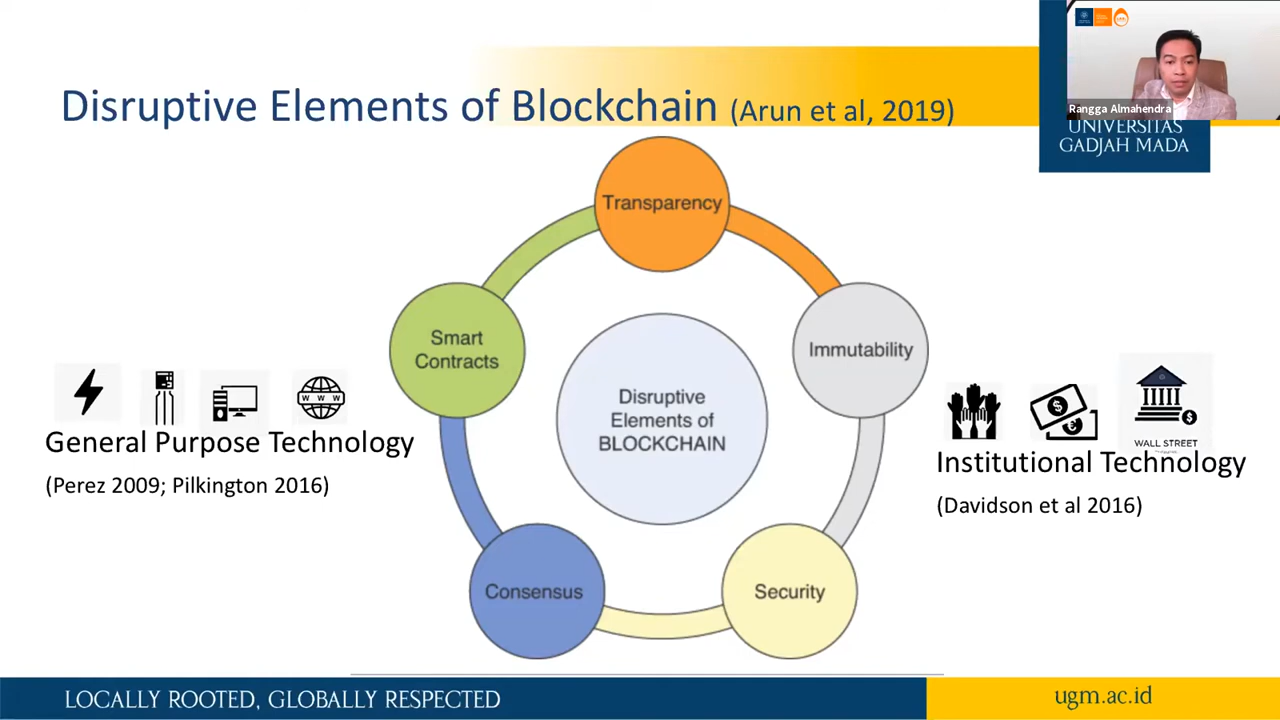 Rangga Almahendra
UNIVERSITAS
GADJAH MADA
Disruptive Elements of Blockchain (Arun et al, 2019)
Transparency
Smart
Contracts
Immutability
Disruptive
Elements of
BLOCKCHAIN
Consensus
Security
W W W
General Purpose Technology
(Perez 2009; Pilkington 2016)
WALL STREET
Institutional Technology
(Davidson et al 2016)
LOCALLY ROOTED, GLOBALLY RESPECTED
ugm.ac.id